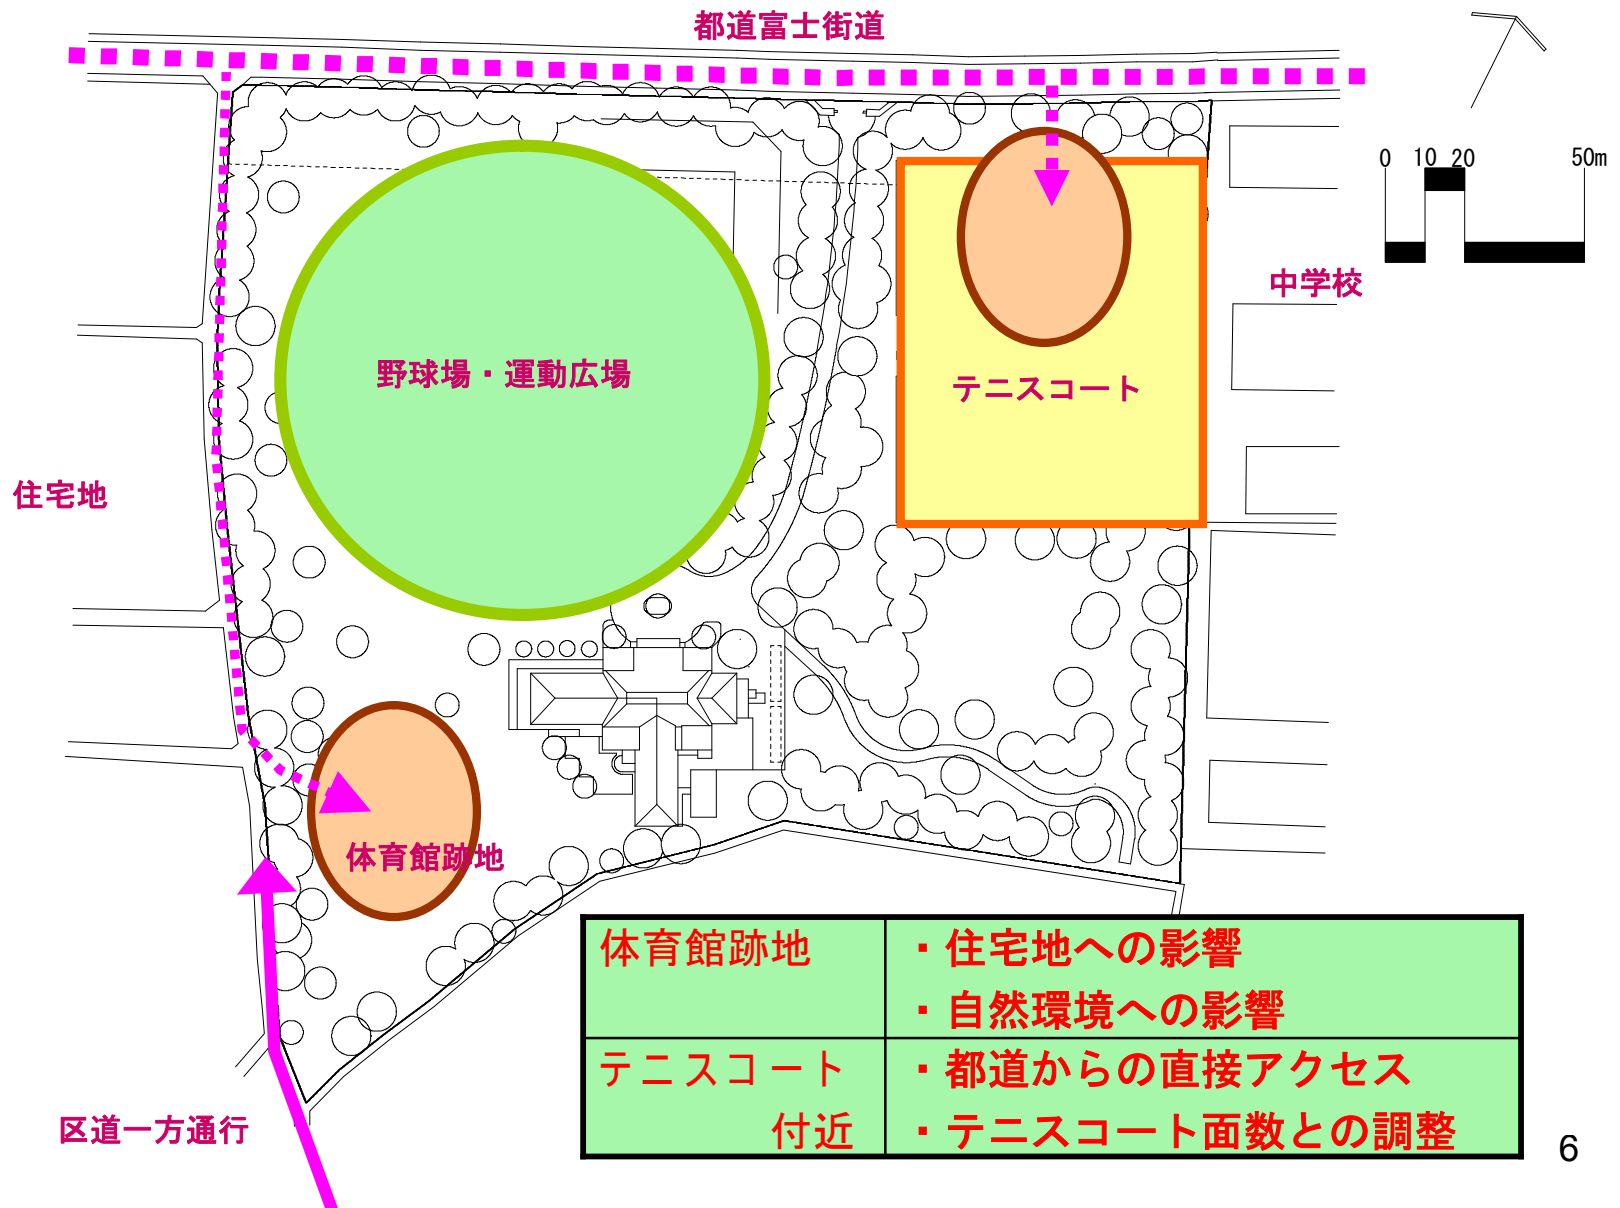 都道富士街道
0 10 20 50m
中学校
野球場・運動広場
テニスコート
住宅地
体育館跡地
区道一方通行
体育館跡地
・住宅地への影響
・自然環境への影響
テニスコート
付近
・都道からの直接アクセス
・テニスコート面数との調整
6